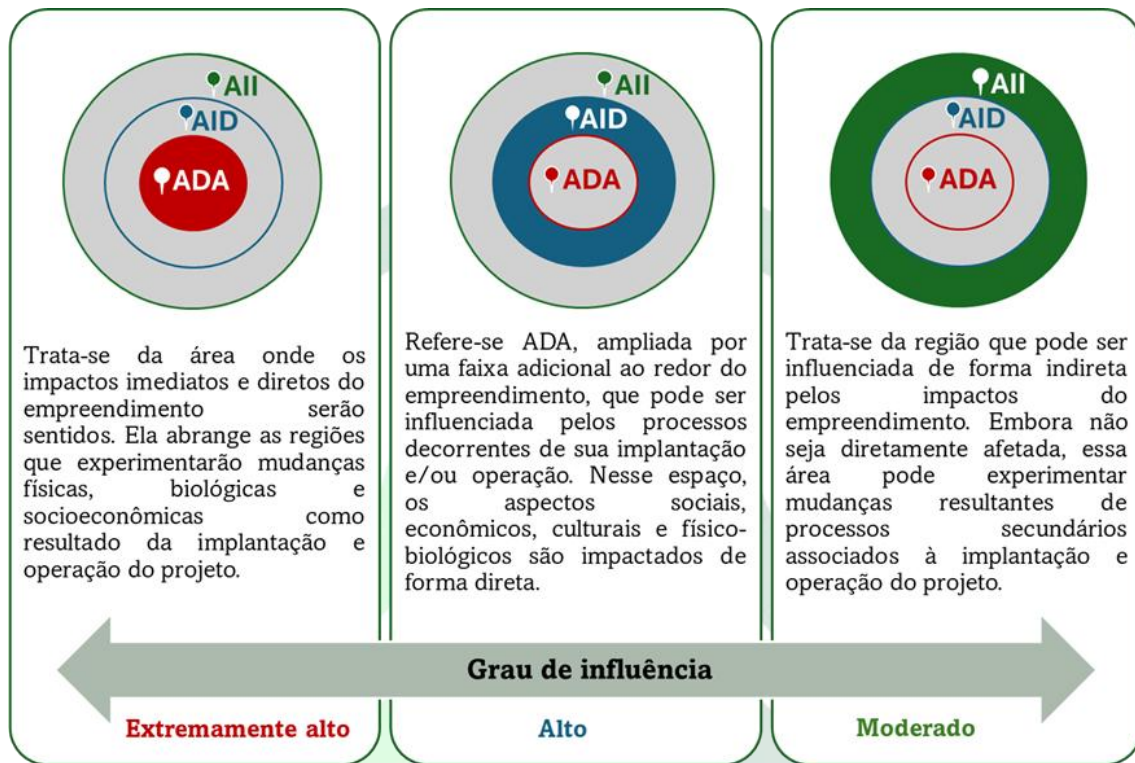 AII
AID
ADA
Trata-se da área onde os
impactos imediatos e diretos do
empreendimento serão
sentidos. Ela abrange as regiões
que experimentarão mudanças
físicas, biológicas e
socioeconômicas como
resultado da implantação e
operação do projeto.
AII
AID
ADA
Refere-se ADA, ampliada por
uma faixa adicional ao redor do
empreendimento, que pode ser
influenciada pelos processos
decorrentes de sua implantação
e/ou operação. Nesse espaço,
os aspectos sociais,
econômicos, culturais e físico-
biológicos são impactados de
forma direta.
AII
AID
ADA
Trata-se da região que pode ser
influenciada de forma indireta
pelos impactos do
empreendimento. Embora não
seja diretamente afetada, essa
área pode experimentar
mudanças resultantes de
processos secundários
associados à implantação e
operação do projeto.
Grau de influência
Extremamente alto
Alto
Moderado